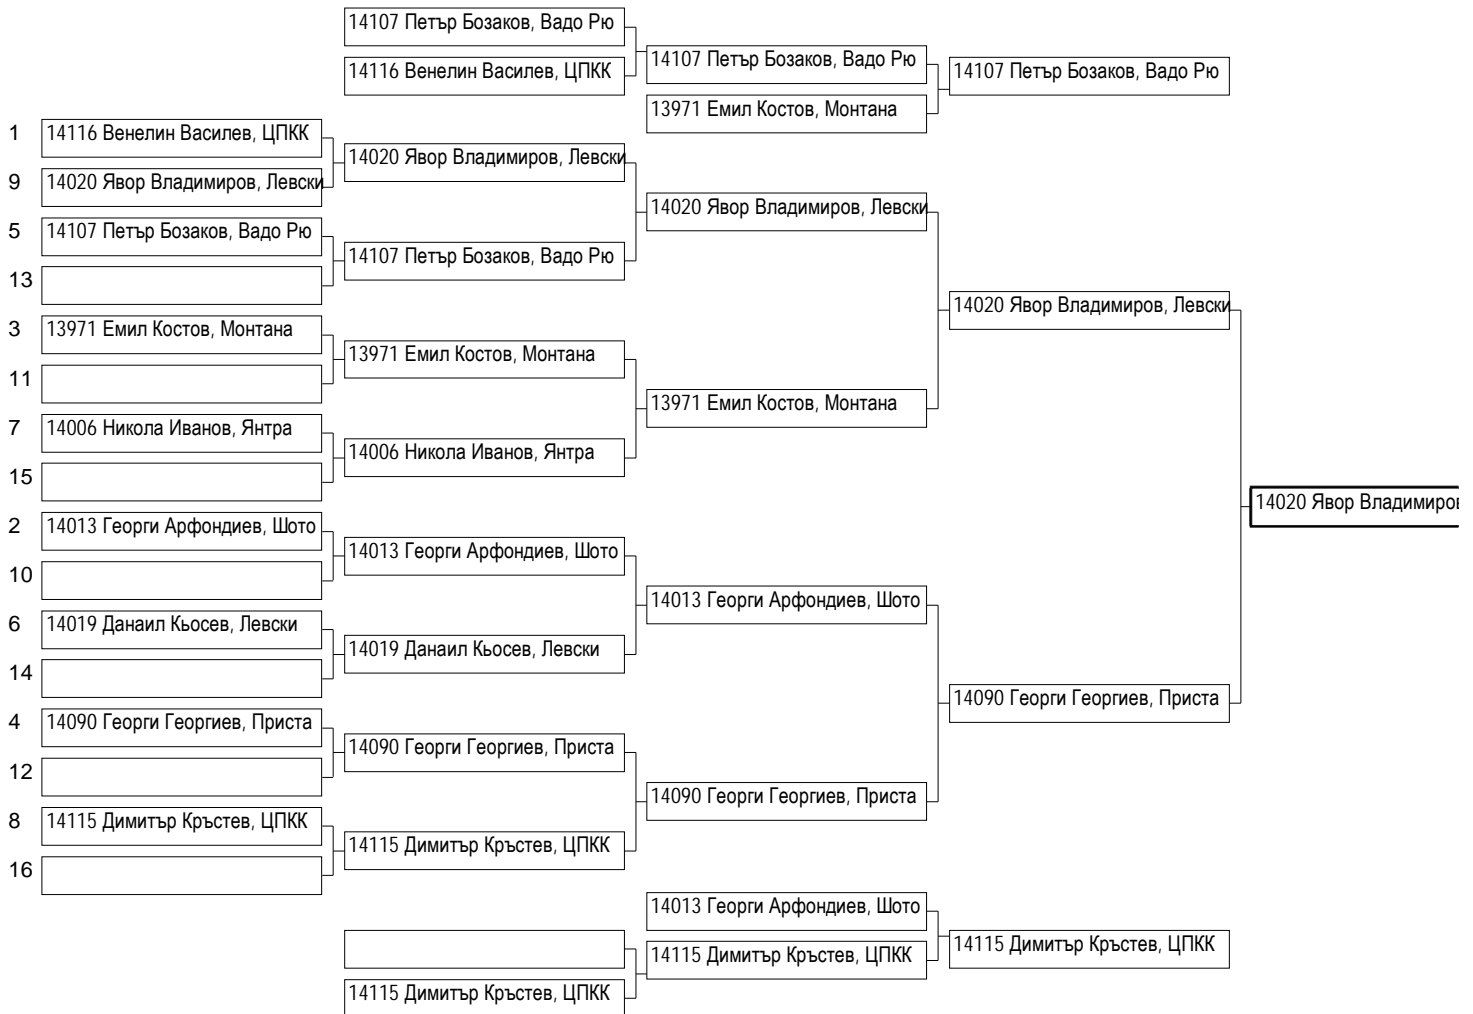 14107 Петър Бозаков, Вадо Рю
14116 Венелин Василев, ЦПКК
14107 Петър Бозаков, Вадо Рю
13971 Емил Костов, Монтана
14107 Петър Бозаков, Вадо Рю
1 14116 Венелин Василев, ЦПКК
9 14020 Явор Владимиров, Левски
5 14107 Петър Бозаков, Вадо Рю
13
3 13971 Емил Костов, Монтана
11
7 14006 Никола Иванов, Янтра
15
2 14013 Георги Арфондиев, Шото
10
6 14019 Данаил Кьосев, Левски
14
4 14090 Георги Георгиев, Приста
12
8 14115 Димитър Кръстев, ЦПКК
16
14020 Явор Владимиров, Левски
14107 Петър Бозаков, Вадо Рю
13971 Емил Костов, Монтана
14006 Никола Иванов, Янтра
14013 Георги Арфондиев, Шото
14019 Данаил Кьосев, Левски
14090 Георги Георгиев, Приста
14115 Димитър Кръстев, ЦПКК
14020 Явор Владимиров, Левски
13971 Емил Костов, Монтана
14013 Георги Арфондиев, Шото
14090 Георги Георгиев, Приста
14020 Явор Владимиров, Левски
14090 Георги Георгиев, Приста
14020 Явор Владимиров
14115 Димитър Кръстев, ЦПКК
14013 Георги Арфондиев, Шото
14115 Димитър Кръстев, ЦПКК
14115 Димитър Кръстев, ЦПКК